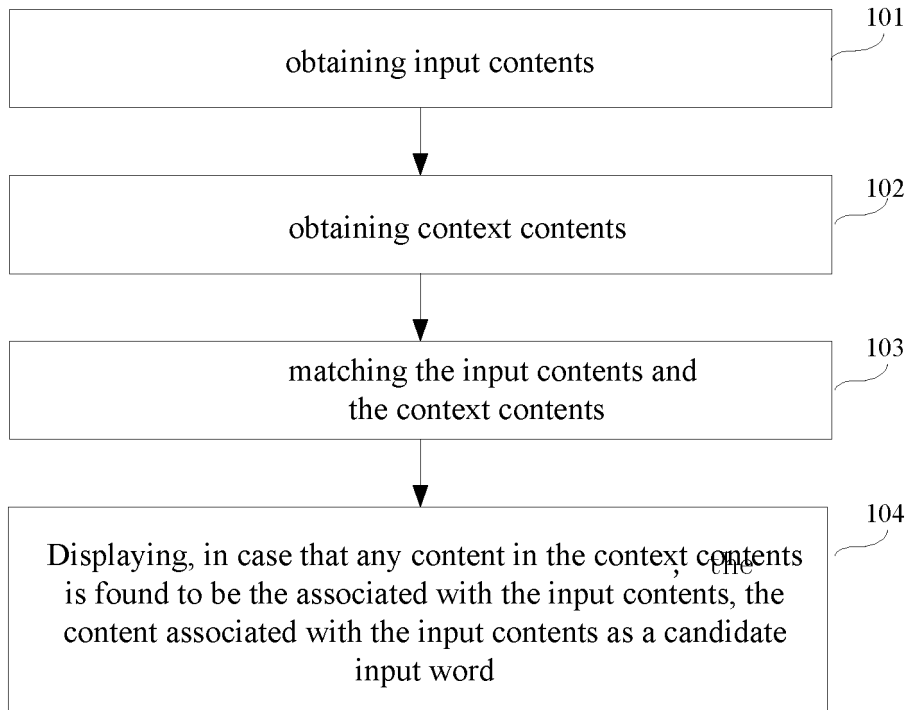 101
obtaining input contents
102
obtaining context contents
103
matching the input contents and
the context contents
104
Displaying, in case that any content in the context contents
, the
is found to be the associated with the input contents, the
content associated with the input contents as a candidate
input word